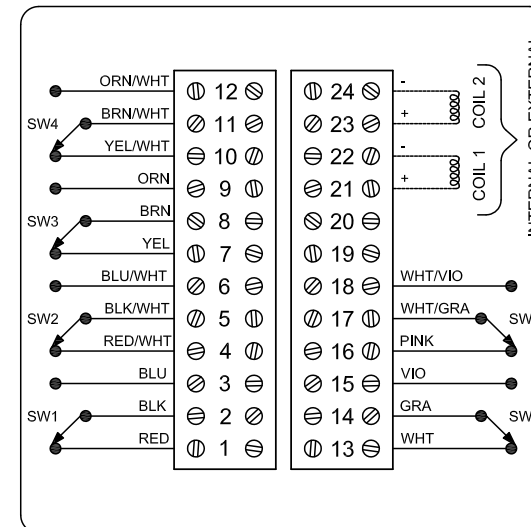 ORN/WHT 12
SW4 BRN/WHT 11
YEL/WHT 10
ORN 9
SW3 BRN 8
YEL 7
BLU/WHT 6
SW2 BLK/WHT 5
RED/WHT 4
BLU 3
SW1 BLK 2
RED 1
24 -
23 +
COIL 2
22 -
21 +
COIL 1
20
19
18 WHT/VIO
17 WHT/GRA SW
16 PINK
15 VIO
14 GRA SW
13 WHT
INTERNAL OR EXTERNAL